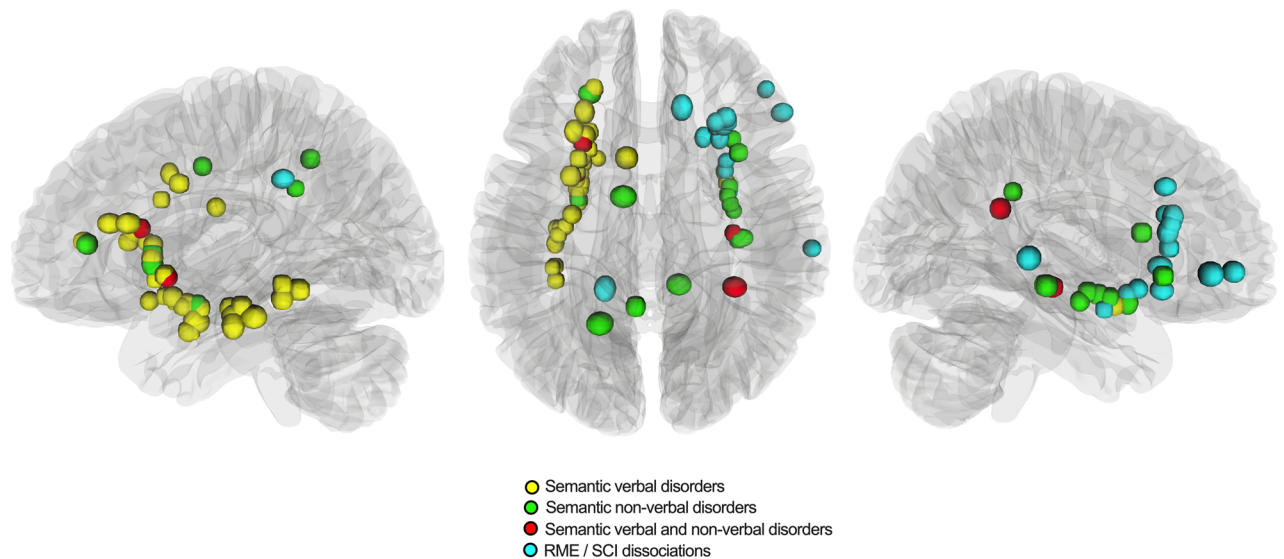 Semantic verbal disorders
Semantic non-verbal disorders
Semantic verbal and non-verbal disorders
RME / SCI dissociations